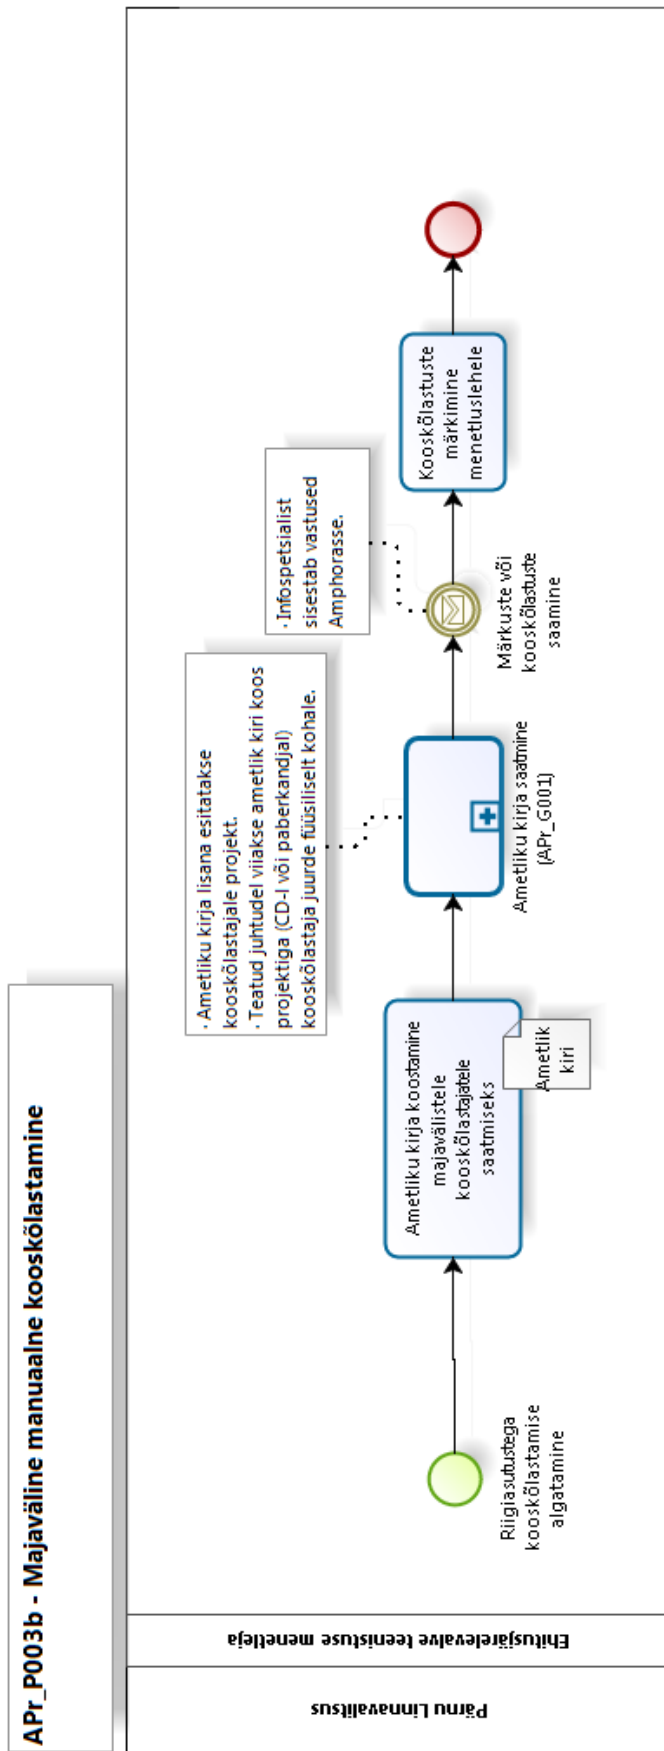 APr_P003b - Majaväline manuaalne kooskõlastamine
Pärnu Linnavalitsus
Ehitusjärelevalve teenistuse menetleja
Riigiasutustega
kooskõlastamise
algatamine
Ametliku kirja koostamine
majavälistele
kooskõlastajatele
saatmiseks
Ametlik
kiri
· Ametliku kirja lisana esitatakse
kooskõlastajale projekt.
· Teatud juhtudel viiakse ametlik kiri koos
projektiga (CD-l või paberkandjal)
kooskõlastaja juurde füüsiliselt kohale.
Ametliku kirja saatmine
(APr_G001)
· Infospetsialist
sisestab vastused
Amphorasse.
Märkuste või
kooskõlastuste
saamine
Kooskõlastuste
märkimine
menetluslehele